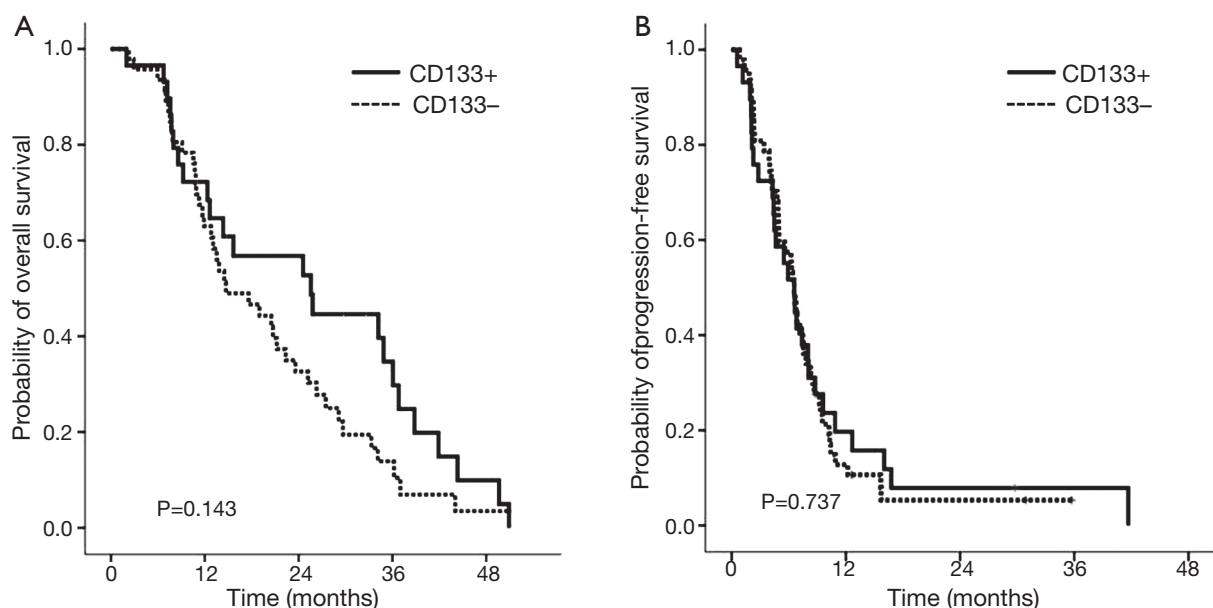 A
Probability of overall survival
1.0
0.8
0.6
0.4
0.2
0.0
CD133+
CD133–
P=0.143
0 12 24 36 48
Time (months)
B
Probability ofprogression-free survival
1.0
0.8
0.6
0.4
0.2
0.0
CD133+
CD133–
P=0.737
0 12 24 36 48
Time (months)